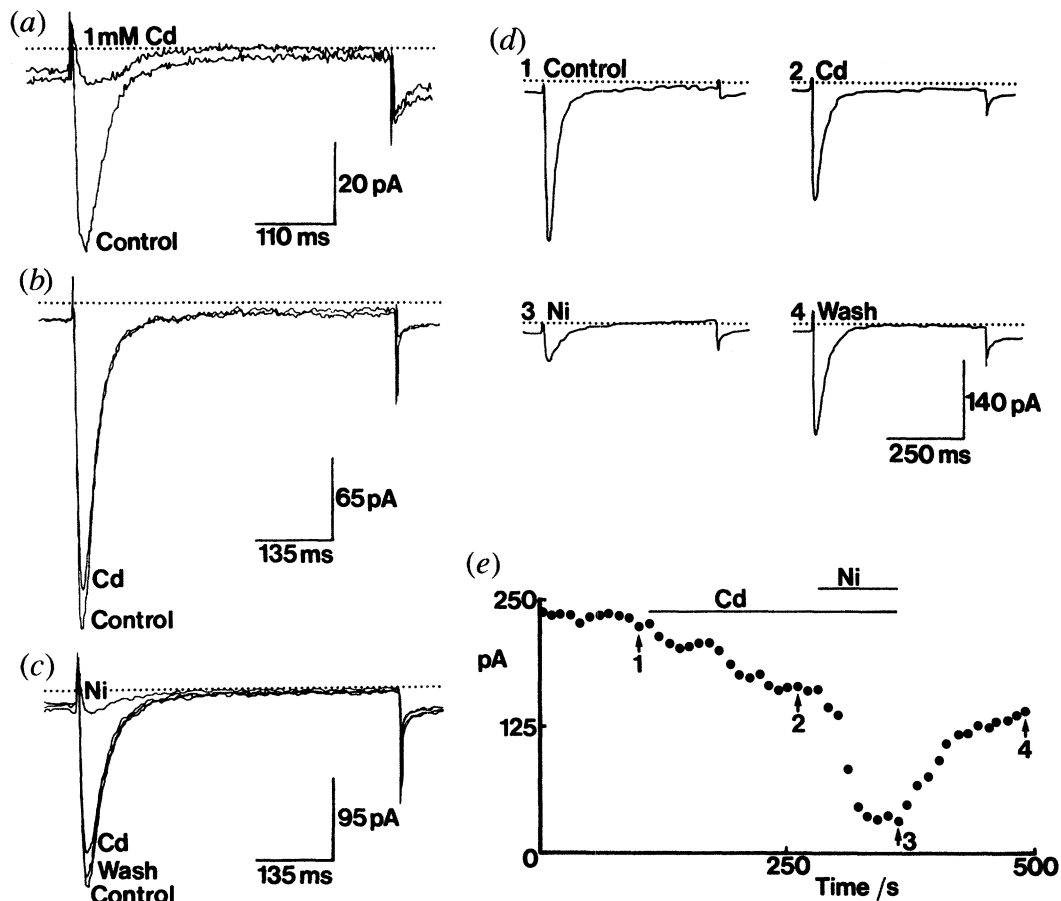 (a)
1mM Cd
20 pA
Control
110 ms
(b)
65 pA
135 ms
Cd
Control
(c)
Ni
95 pA
Cd
Wash
Control
135 ms
(d)
1 Control
2 Cd
3 Ni
4 Wash
140 pA
250 ms
(e)
Ni
Cd
250
pA
125
0
1
2
3
4
250
500
Time /s